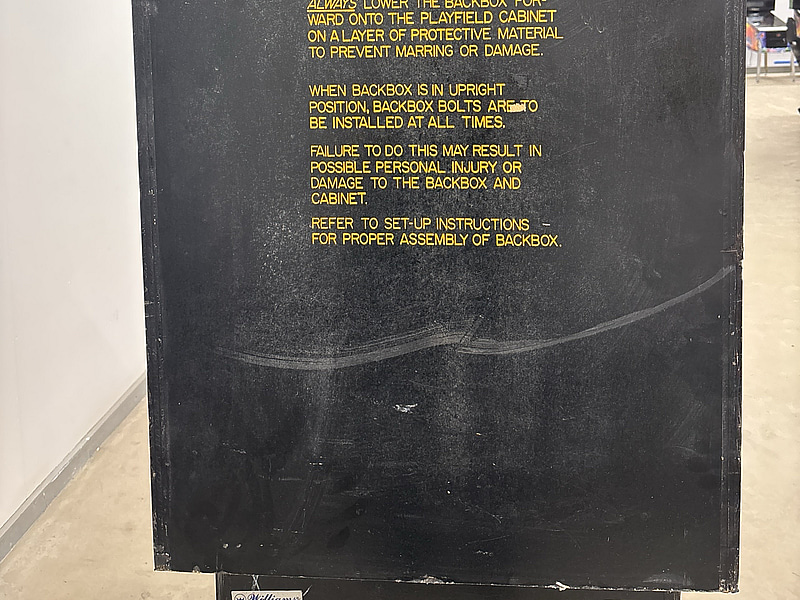 ALWAYS LOWER THE BACKBOX FOR-
WARD ONTO THE PLAYFIELD CABINET
ON A LAYER OF PROTECTIVE MATERIAL
TO PREVENT MARRING OR DAMAGE.
WHEN BACKBOX IS IN UPRIGHT
POSITION, BACKBOX BOLTS ARE TO
BE INSTALLED AT ALL TIMES.
FAILURE TO DO THIS MAY RESULT IN
POSSIBLE PERSONAL INJURY OR
DAMAGE TO THE BACKBOX AND
CABINET.
REFER TO SET-UP INSTRUCTIONS –
FOR PROPER ASSEMBLY OF BACKBOX.
Williams